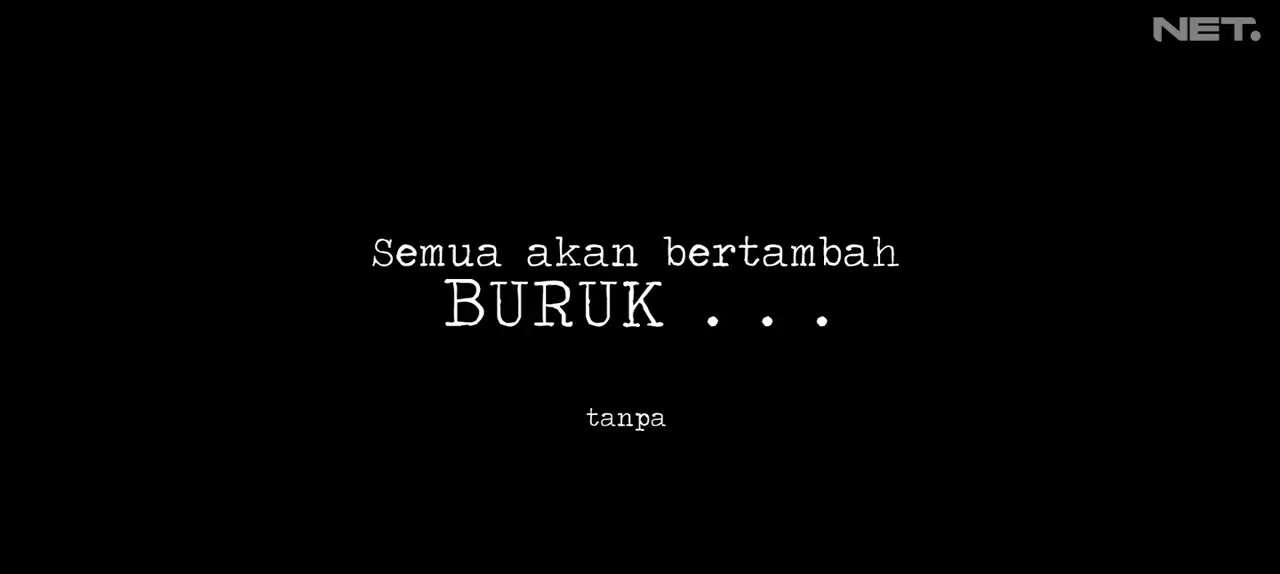 NET.
Semua akan bertambah
BURUK . . .
tanpa